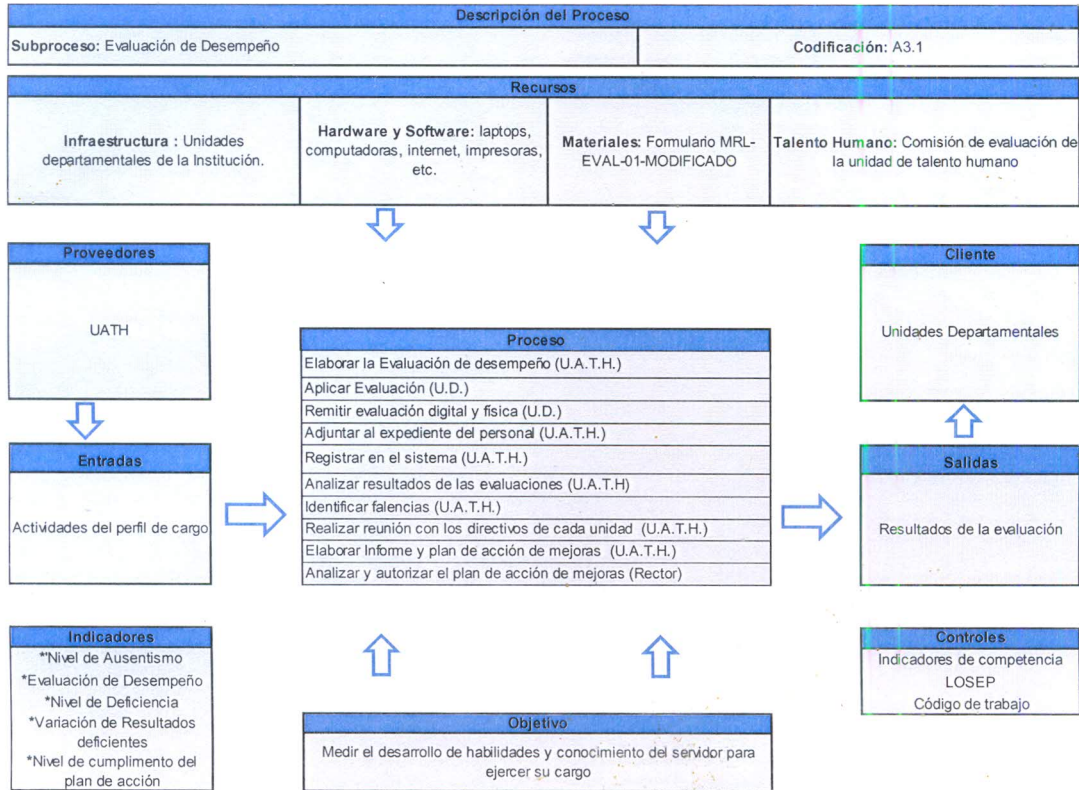 Descripción del Proceso
Subproceso: Evaluación de Desempeño
Codificación: A3.1
Recursos
Infraestructura : Unidades
departamentales de la Institución.
Hardware y Software: laptops,
computadoras, internet, impresoras,
etc.
Materiales: Formulario MRL-
EVAL-01-MODIFICADO
Talento Humano: Comisión de evaluación de
la unidad de talento humano
Proveedores
UATH
Entradas
Actividades del perfil de cargo
Proceso
Elaborar la Evaluación de desempeño (U.A.T.H.)
Aplicar Evaluación (U.D.)
Remitir evaluación digital y física (U.D.)
Adjuntar al expediente del personal (U.A.T.H.)
Registrar en el sistema (U.A.T.H.)
Analizar resultados de las evaluaciones (U.A.T.H)
Identificar falencias (U.A.T.H.)
Realizar reunión con los directivos de cada unidad (U.A.T.H.)
Elaborar Informe y plan de acción de mejoras (U.A.T.H.)
Analizar y autorizar el plan de acción de mejoras (Rector)
Cliente
Unidades Departamentales
Salidas
Resultados de la evaluación
Indicadores
*'Nivel de Ausentismo
*Evaluación de Desempeño
*Nivel de Deficiencia
*Variación de Resultados
deficientes
*Nivel de cumplimento del
plan de acción
Objetivo
Medir el desarrollo de habilidades y conocimiento del servidor para
ejercer su cargo
Controles
Indicadores de competencia
LOSEP
Código de trabajo